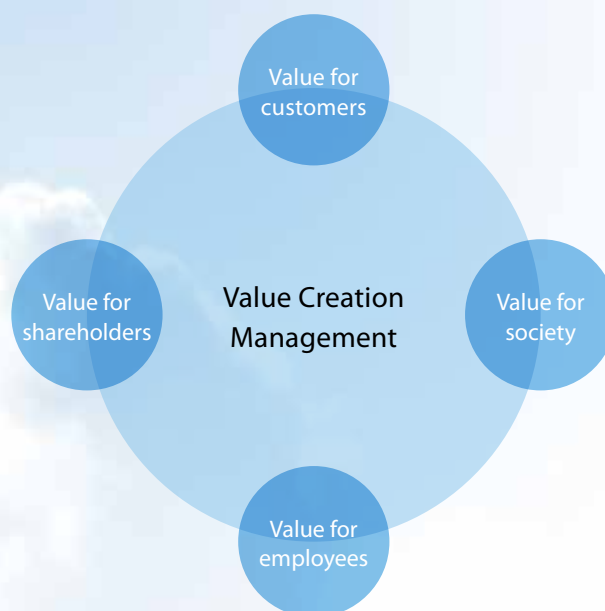 Value for
customers
Value for
shareholders
Value Creation
Management
Value for
society
Value for
employees